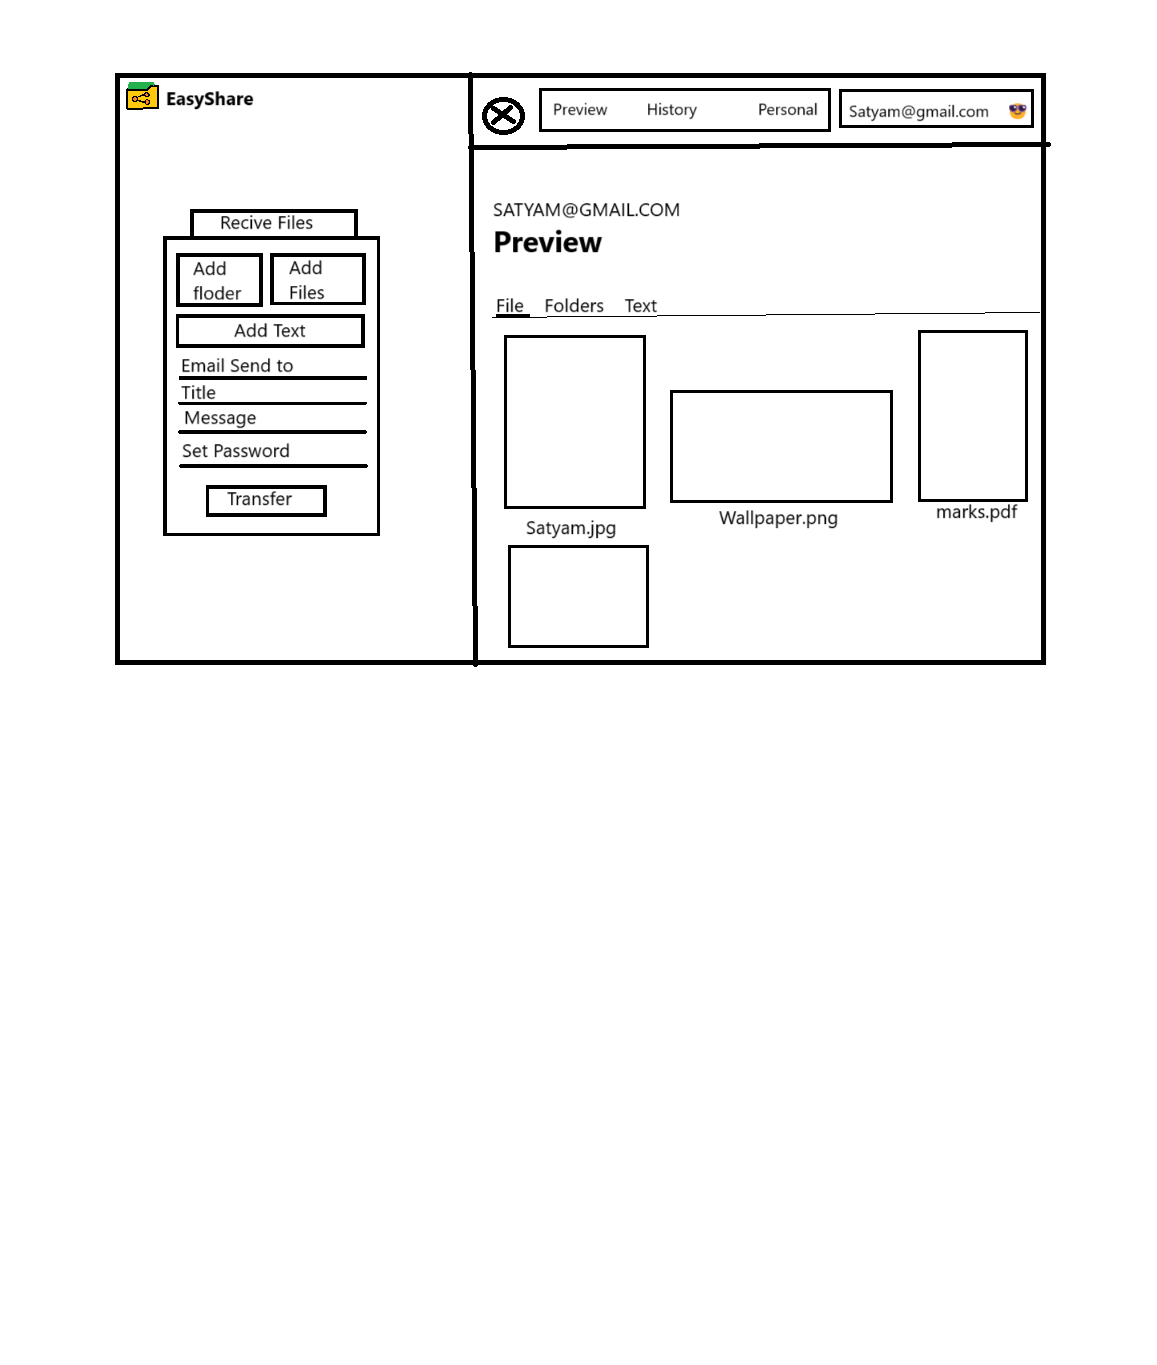 EasyShare
Recive Files
Add
floder
Add
Files
Add Text
Email Send to
Title
Message
Set Password
Transfer
Preview History Personal
Satyam@gmail.com
SATYAM@GMAIL.COM
Preview
File Folders Text
Satyam.jpg
Wallpaper.png
marks.pdf